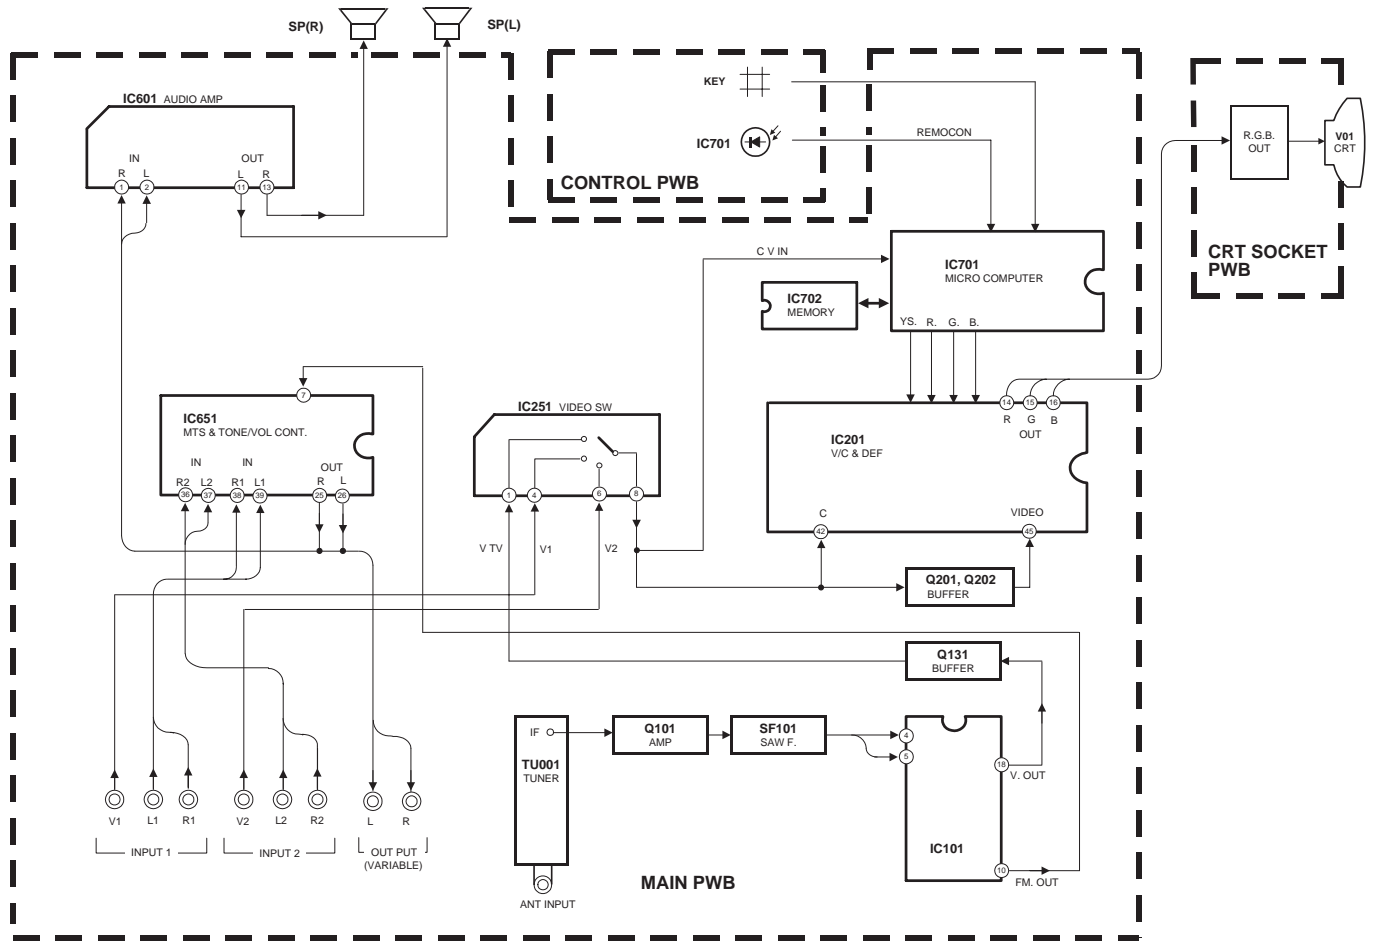 SP(R)
SP(L)
IC601 AUDIO AMP
IN
OUT
R L
L R
1 2
11 13
KEY
IC701
REMOCON
CONTROL PWB
R.G.B.
OUT
V01
CRT
CRT SOCKET
PWB
C V IN
IC701
MICRO COMPUTER
IC702
MEMORY
YS. R. G. B.
7
IC651
MTS & TONE/VOL CONT.
IN IN OUT
R2 L2 R1 L1 R L
36 37 38 39 25 26
IC251 VIDEO SW
1 4 6 8
V TV
V1
V2
14 15 16
R G B
OUT
IC201
V/C & DEF
C
VIDEO
42
45
Q201, Q202
BUFFER
Q131
BUFFER
IF
TU001
TUNER
Q101
AMP
SF101
SAW F.
4
5
18
V. OUT
IC101
10
FM. OUT
V1 L1 R1 V2 L2 R2 L R
INPUT 1
INPUT 2
OUT PUT
(VARIABLE)
ANT INPUT
MAIN PWB